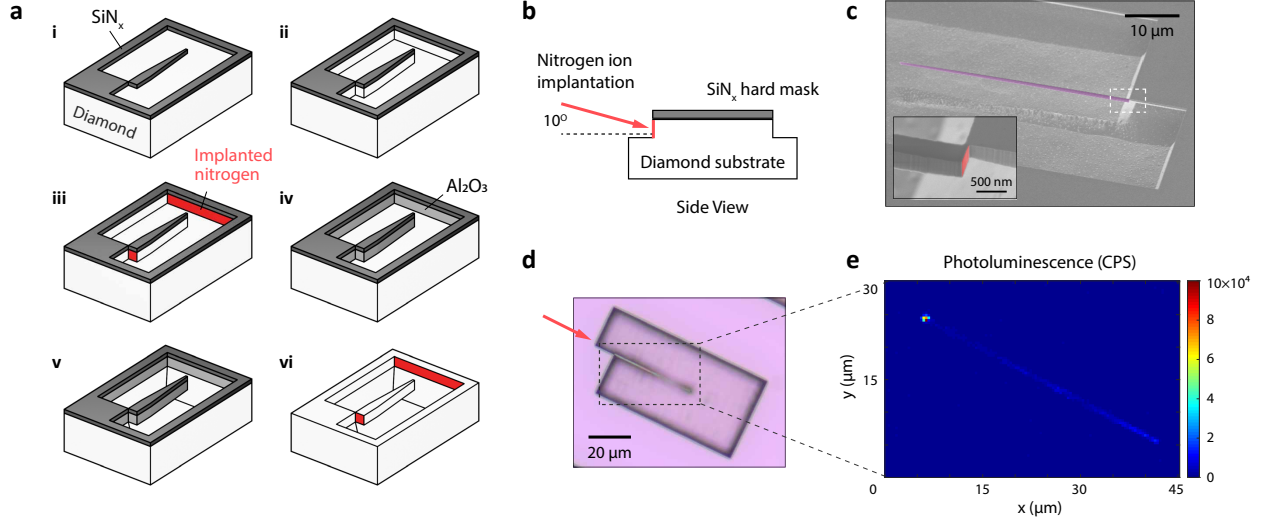 a
i
SiNₓ
Diamond
ii
iii
Implanted
nitrogen
iv
Al₂O₃
v
vi
b
Nitrogen ion
implantation
10⁰
SiNₓ hard mask
Diamond substrate
Side View
c
10 μm
500 nm
d
20 μm
e
Photoluminescence (CPS)
30
15
0
y (μm)
0 15 30 45
x (μm)
10×10⁴
8
6
4
2
0